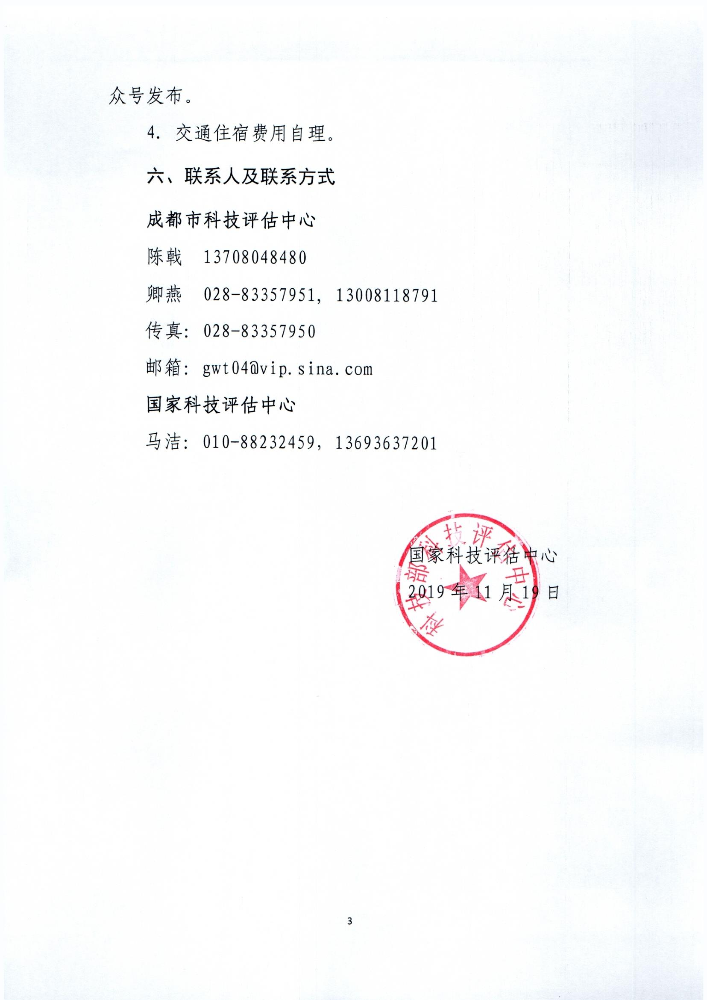 众号发布。
4. 交通住宿费用自理。
六、联系人及联系方式
成都市科技评估中心
陈戟 13708048480
卿燕 028-83357951, 13008118791
传真: 028-83357950
邮箱: gwt04@vip.sina.com
国家科技评估中心
马洁: 010-88232459, 13693637201
科技部科技评估中心
国家科技评估中心
2019 年 11 月 19 日
3